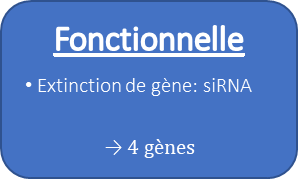 Fonctionnelle
• Extinction de gène: siRNA
→ 4 gènes